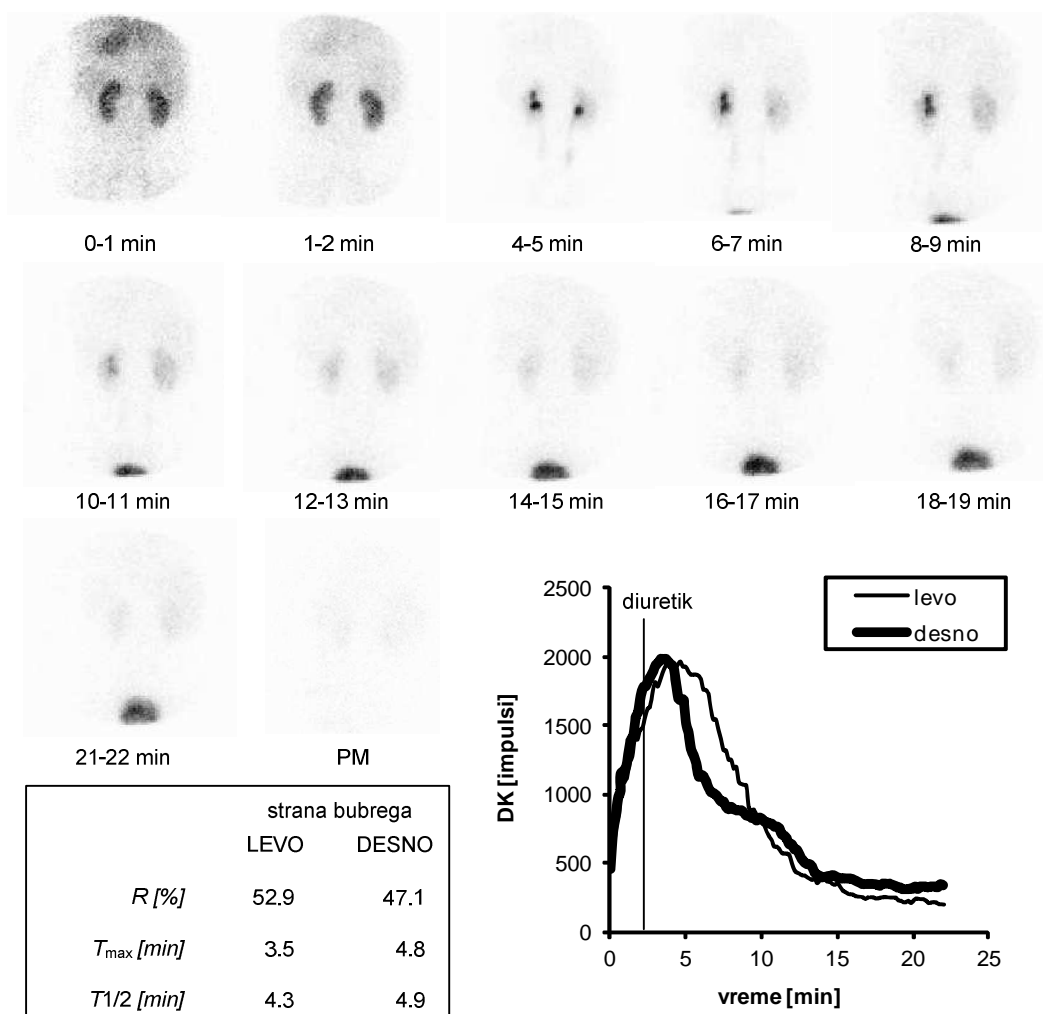 0-1 min 1-2 min 4-5 min 6-7 min 8-9 min
10-11 min 12-13 min 14-15 min 16-17 min 18-19 min
21-22 min PM
strana bubrega
LEVO DESNO
R [%] 52.9 47.1
Tmax [min] 3.5 4.8
T1/2 [min] 4.3 4.9
2500
2000
1500
1000
500
0
DK [impulsi]
diuretik
levo
desno
0 5 10 15 20 25
vreme [min]